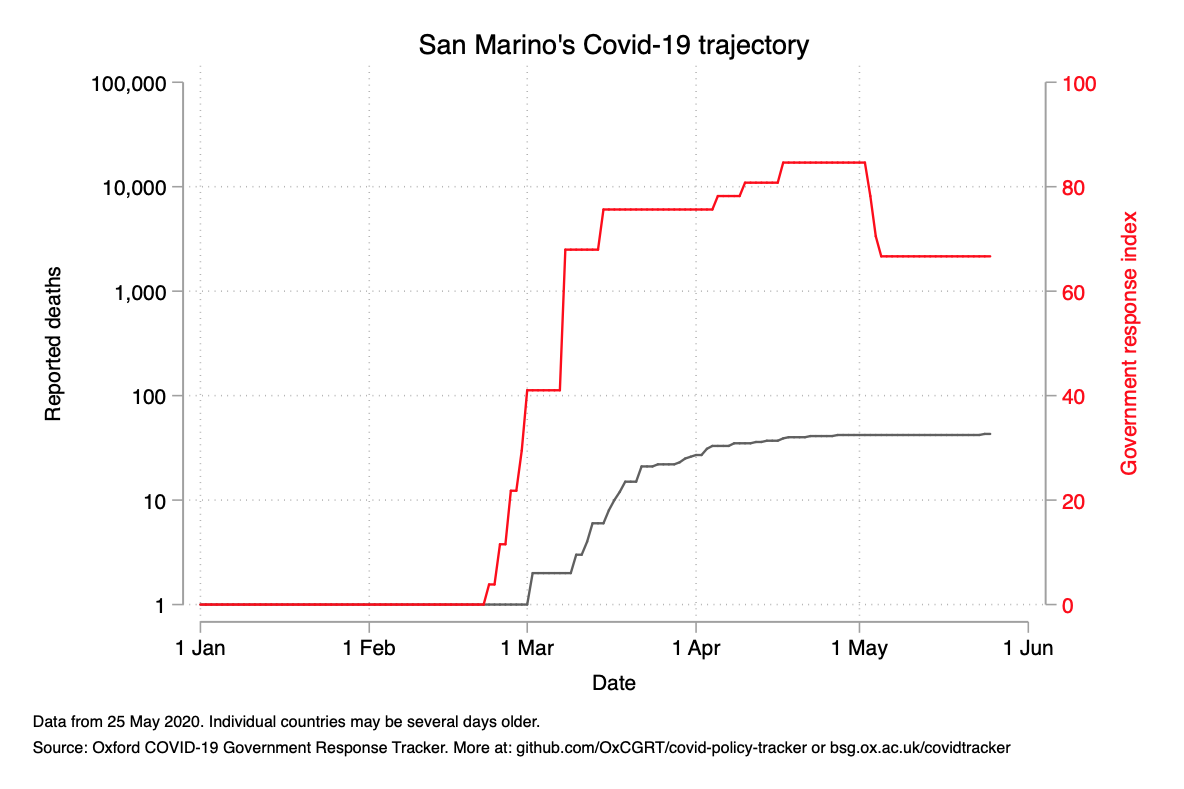 San Marino's Covid-19 trajectory
100,000
10,000
1,000
100
10
1
Reported deaths
100
80
60
40
20
0
Government response index
1 Jan
1 Feb
1 Mar
1 Apr
1 May
1 Jun
Date
Data from 25 May 2020. Individual countries may be several days older.
Source: Oxford COVID-19 Government Response Tracker. More at: github.com/OxCGRT/covid-policy-tracker or bsg.ox.ac.uk/covidtracker